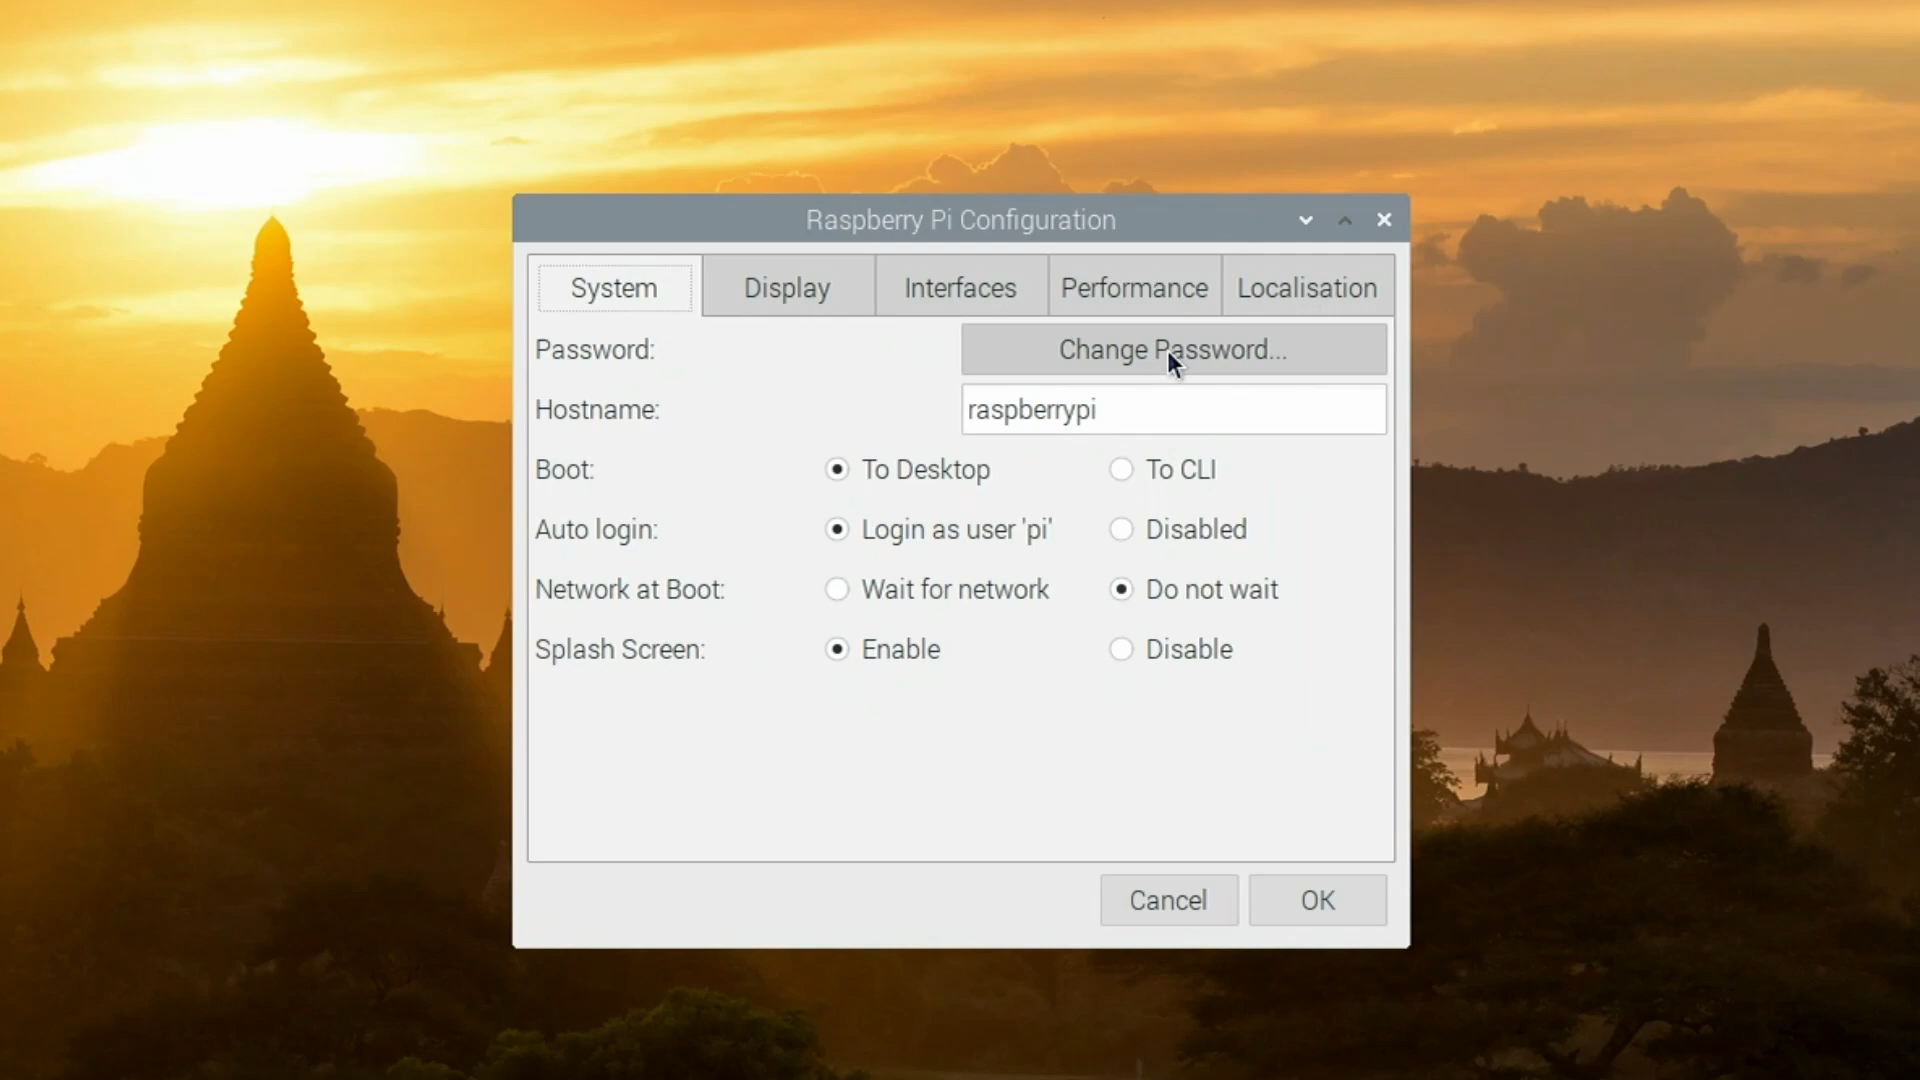 Raspberry Pi Configuration
System Display Interfaces Performance Localisation
Password: Change Password...
Hostname: raspberrypi
Boot: To Desktop To CLI
Auto login: Login as user 'pi' Disabled
Network at Boot: Wait for network Do not wait
Splash Screen: Enable Disable
Cancel OK